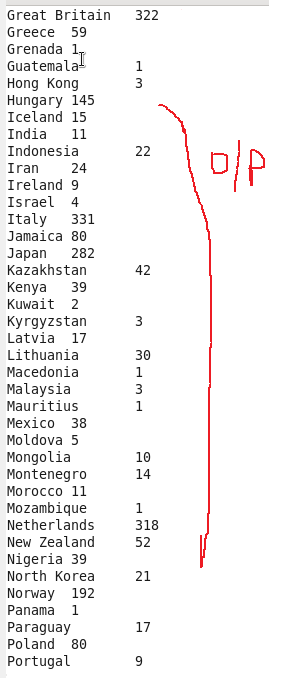 Great Britain 322
Greece 59
Grenada 1
Guatemala 1
Hong Kong 3
Hungary 145
Iceland 15
India 11
Indonesia 22
Iran 24
Ireland 9
Israel 4
Italy 331
Jamaica 80
Japan 282
Kazakhstan 42
Kenya 39
Kuwait 2
Kyrgyzstan 3
Latvia 17
Lithuania 30
Macedonia 1
Malaysia 3
Mauritius 1
Mexico 38
Moldova 5
Mongolia 10
Montenegro 14
Morocco 11
Mozambique 1
Netherlands 318
New Zealand 52
Nigeria 39
North Korea 21
Norway 192
Panama 1
Paraguay 17
Poland 80
Portugal 9
O/P